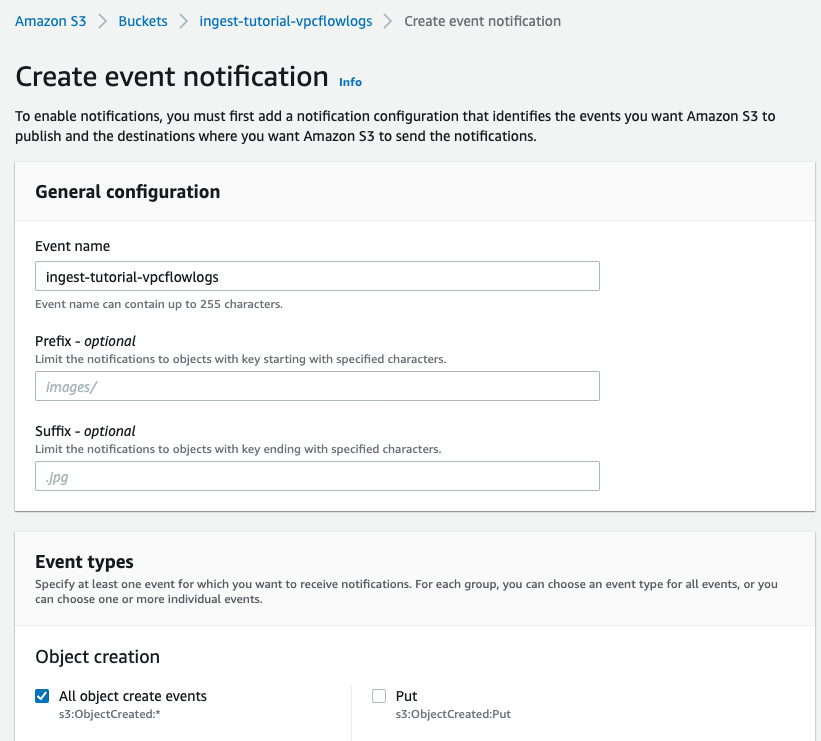 Amazon S3 > Buckets > ingest-tutorial-vpcflowlogs > Create event notification
Create event notification Info
To enable notifications, you must first add a notification configuration that identifies the events you want Amazon S3 to
publish and the destinations where you want Amazon S3 to send the notifications.
General configuration
Event name
ingest-tutorial-vpcflowlogs
Event name can contain up to 255 characters.
Prefix - optional
Limit the notifications to objects with key starting with specified characters.
images/
Suffix - optional
Limit the notifications to objects with key ending with specified characters.
.jpg
Event types
Specify at least one event for which you want to receive notifications. For each group, you can choose an event type for all events, or you
can choose one or more individual events.
Object creation
All object create events
s3:ObjectCreated:*
Put
s3:ObjectCreated:Put